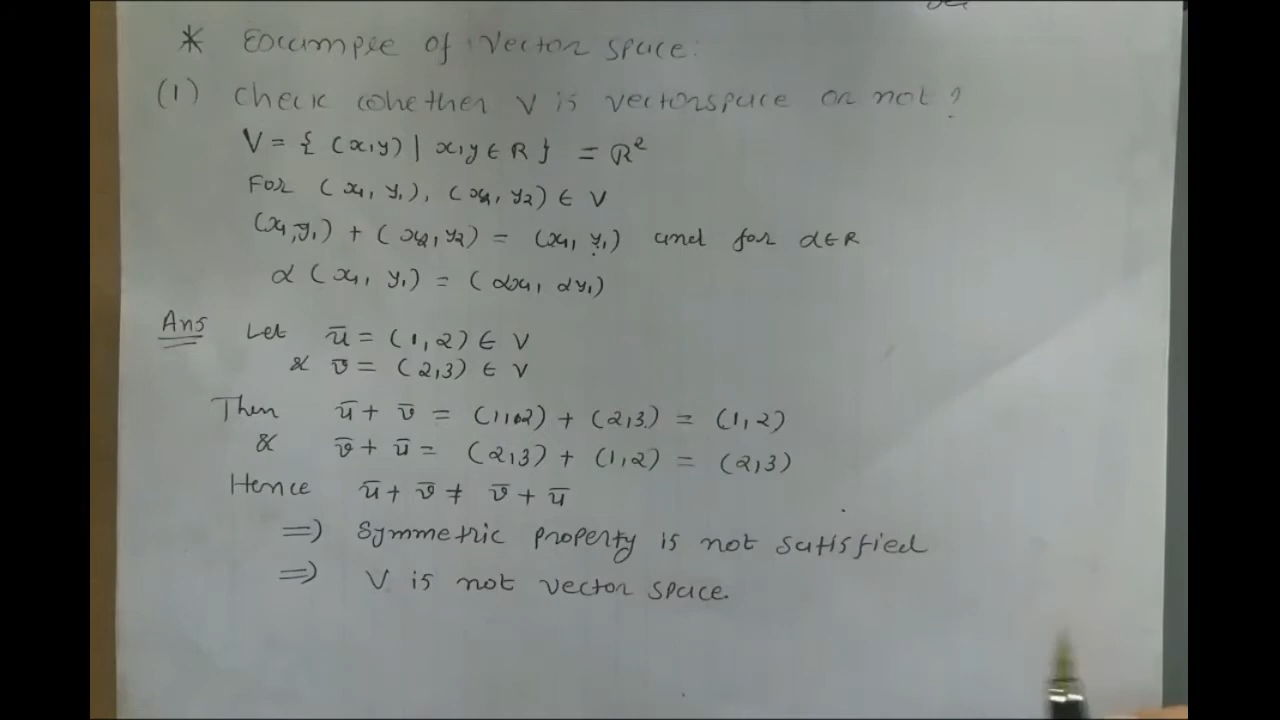 * Example of Vector space:
(1) Check whether V is vectorspace or not?
V = { (x,y) | x,y ∈ R } = R²
For (x₁, y₁), (x₂, y₂) ∈ V
(x₁,y₁) + (x₂,y₂) = (x₁, y₁) and for α∈R
α (x₁, y₁) = (αx₁, αy₁)
Ans Let ū = (1,2) ∈ V
& v̄ = (2,3) ∈ V
Then ū + v̄ = (1,2) + (2,3) = (1,2)
& v̄ + ū = (2,3) + (1,2) = (2,3)
Hence ū + v̄ ≠ v̄ + ū
⇒ Symmetric property is not satisfied
⇒ V is not vector space.